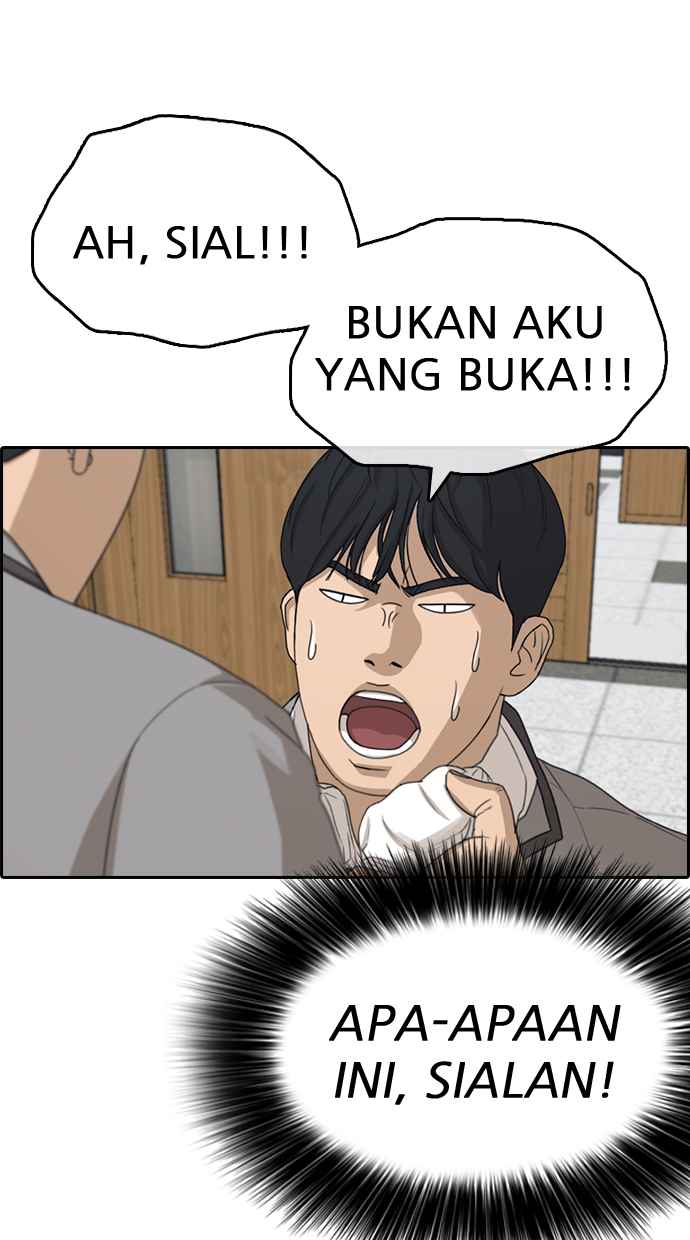 AH, SIAL!!!
BUKAN AKU
YANG BUKA!!!
APA-APAAN
INI, SIALAN!